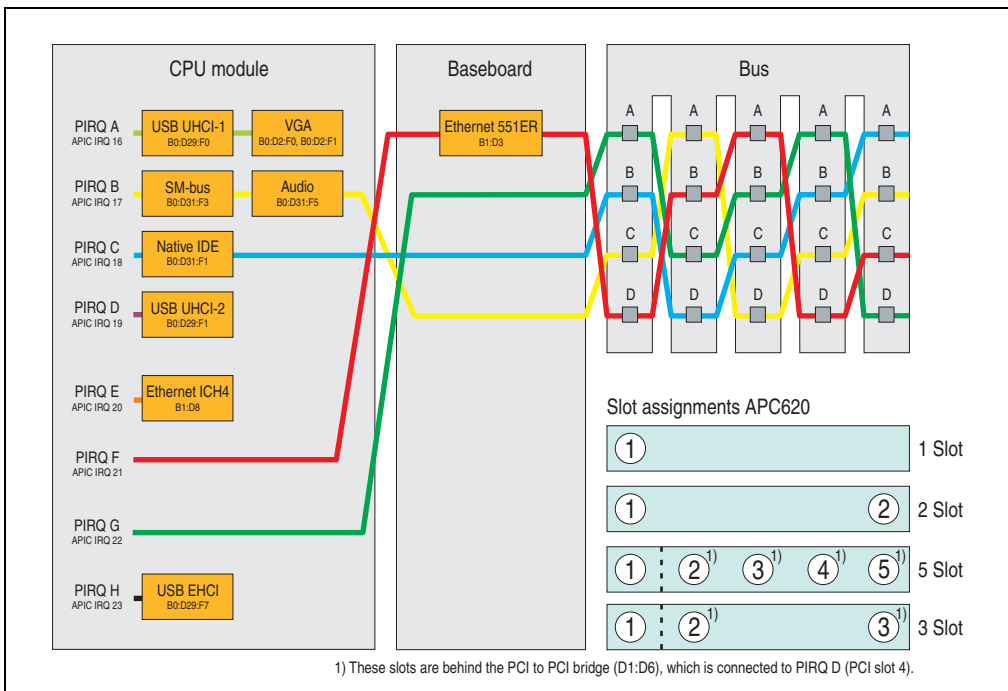 CPU module
Baseboard
Bus
PIRQ A
APIC IRQ 16
USB UHCI-1
B0:D29:F0
VGA
B0:D2:F0, B0:D2:F1
PIRQ B
APIC IRQ 17
SM-bus
B0:D31:F3
Audio
B0:D31:F5
PIRQ C
APIC IRQ 18
Native IDE
B0:D31:F1
PIRQ D
APIC IRQ 19
USB UHCI-2
B0:D29:F1
PIRQ E
APIC IRQ 20
Ethernet ICH4
B1:D8
PIRQ F
APIC IRQ 21
PIRQ G
APIC IRQ 22
PIRQ H
APIC IRQ 23
USB EHCI
B0:D29:F7
Ethernet 551ER
B1:D3
A A A A A
B B B B B
C C C C C
D D D D D
Slot assignments APC620
1 1 Slot
1 2 2 Slot
1 2 1) 3 1) 4 1) 5 1) 5 Slot
1 2 1) 3 1) 3 Slot
1) These slots are behind the PCI to PCI bridge (D1:D6), which is connected to PIRQ D (PCI slot 4).